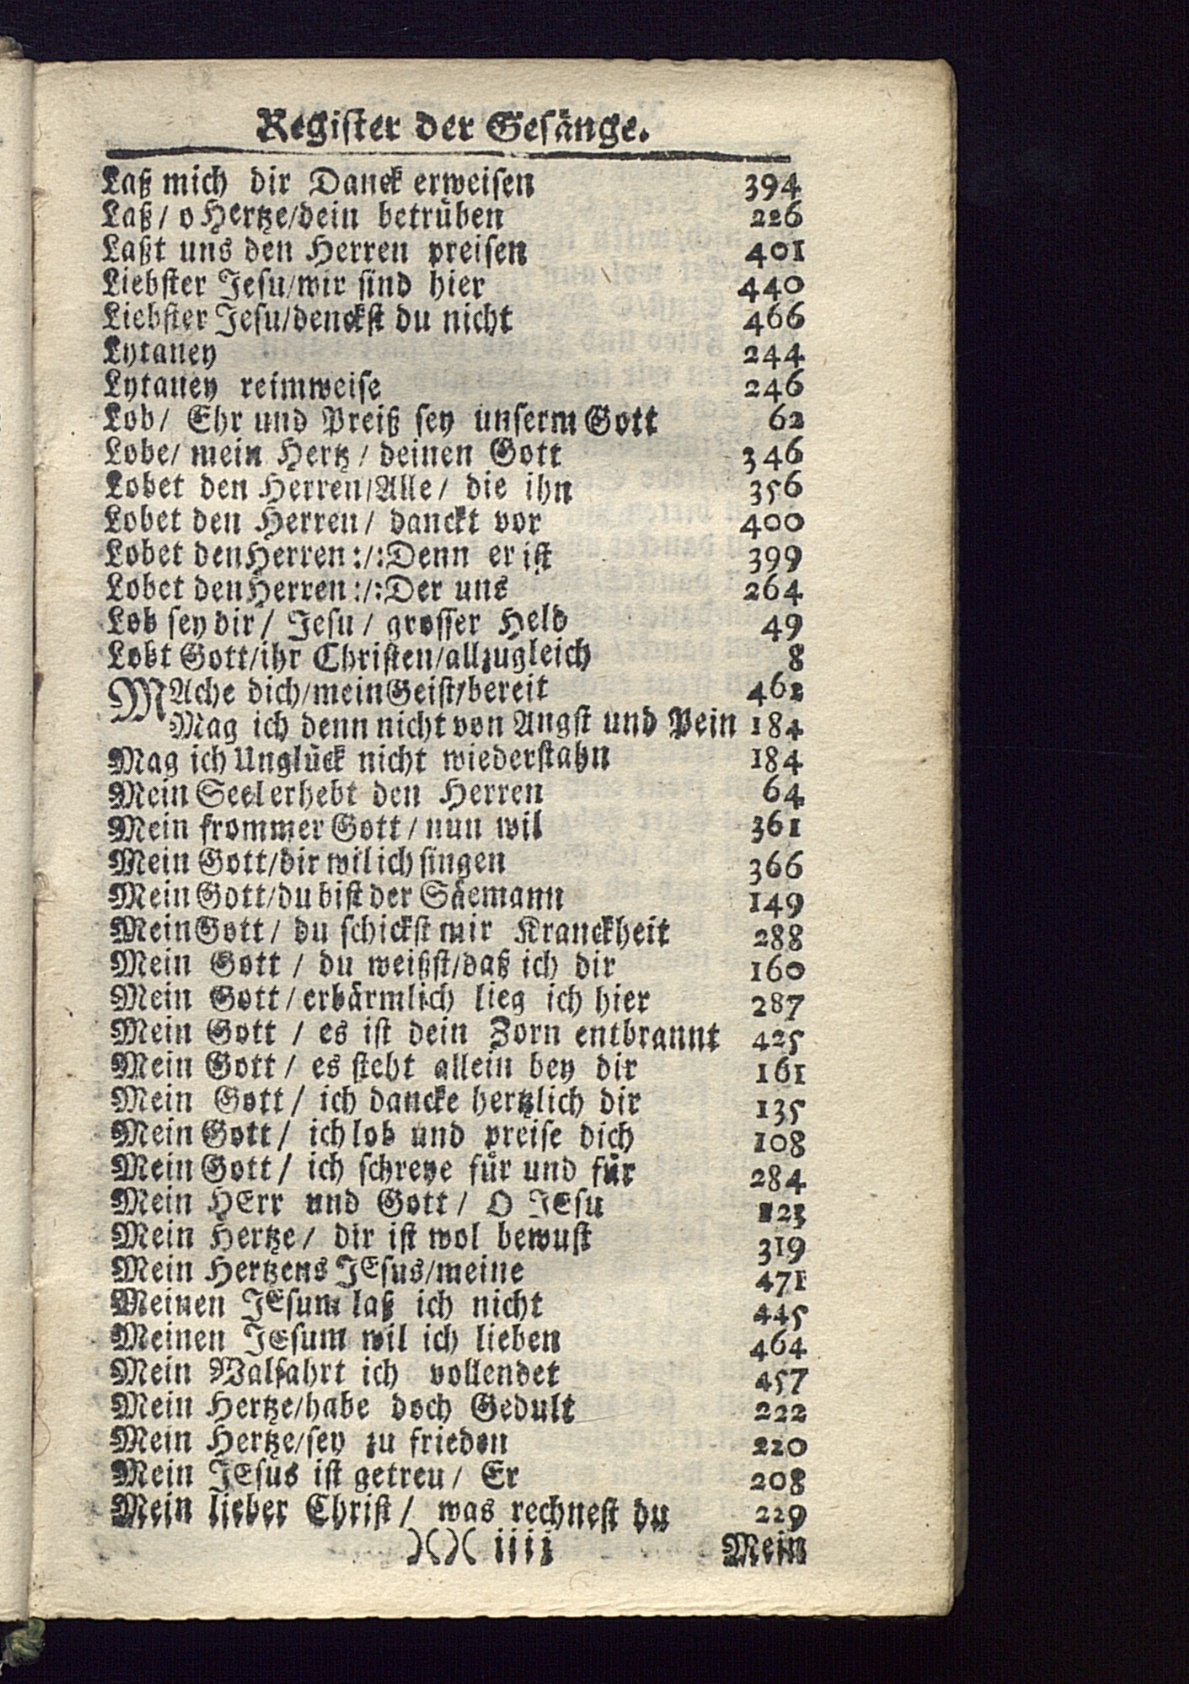 Register der Gesänge.
Laß mich dir Danck erweisen 394
Laß/ o Hertze/dein betrüben 226
Laßt uns den Herren preisen 401
Liebster Jesu/wir sind hier 440
Liebster Jesu/denckst du nicht 466
Lytaney 244
Lytaney reimweise 246
Lob/ Ehr und Preiß sey unserm Gott 62
Lobe/ mein Hertz/ deinen Gott 346
Lobet den Herren/Alle/ die ihn 356
Lobet den Herren/ danckt vor 400
Lobet den Herren :/: Denn er ist 399
Lobet den Herren :/: Der uns 264
Lob sey dir/ Jesu/ grosser Held 49
Lobt Gott/ihr Christen/allzugleich 8
MAche dich/mein Geist/bereit 462
Mag ich denn nicht von Angst und Pein 184
Mag ich Unglück nicht wiederstahn 184
Mein Seel erhebt den Herren 64
Mein frommer Gott/ nun wil 361
Mein Gott/dir wil ich singen 366
Mein Gott/du bist der Säemann 149
Mein Gott/ du schickst mir Kranckheit 288
Mein Gott/ du weißst/daß ich dir 160
Mein Gott/ erbärmlich lieg ich hier 287
Mein Gott/ es ist dein Zorn entbrannt 425
Mein Gott/ es steht allein bey dir 161
Mein Gott/ ich dancke hertzlich dir 135
Mein Gott/ ich lob und preise dich 108
Mein Gott/ ich schreye für und für 284
Mein HErr und Gott/ O JEsu
Mein Hertze/ dir ist wol bewust 319
Mein Hertzens JEsus/meine 471
Meinen JEsum laß ich nicht 445
Meinen JEsum wil ich lieben 464
Mein Walfahrt ich vollendet 457
Mein Hertze/habe doch Gedult 222
Mein Hertze/sey zu frieden 220
Mein JEsus ist getreu/ Er 208
Mein lieber Christ/ was rechnest du 229
)( )( iiii Mein